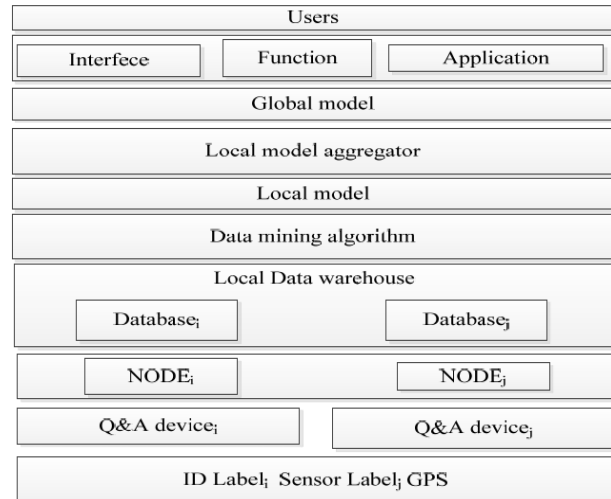 Users
Interfece Function Application
Global model
Local model aggregator
Local model
Data mining algorithm
Local Data warehouse
Databaseᵢ Databaseⱼ
NODEᵢ NODEⱼ
Q&A deviceᵢ Q&A deviceⱼ
ID Labelᵢ Sensor Labelⱼ GPS